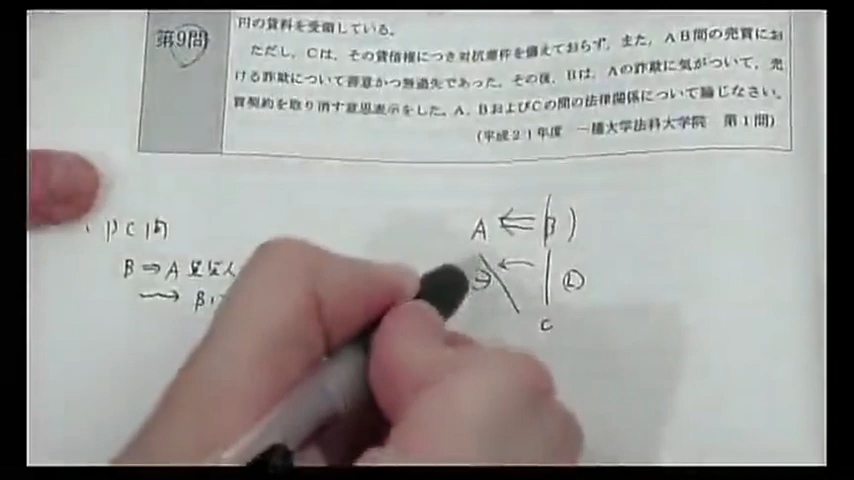 第9問
円の賃料を受領している。
ただし，Cは，その賃借権につき対抗要件を備えておらず，また，AB間の売買にお
ける詐欺について善意かつ無過失であった。その後，Bは，Aの詐欺に気がついて，売
買契約を取り消す意思表示をした。A，BおよびCの間の法律関係について論じなさい。
(平成21年度 一橋大学法科大学院 第1問)
BC間
A ⇐ B
B ⇒ A
→ B
C